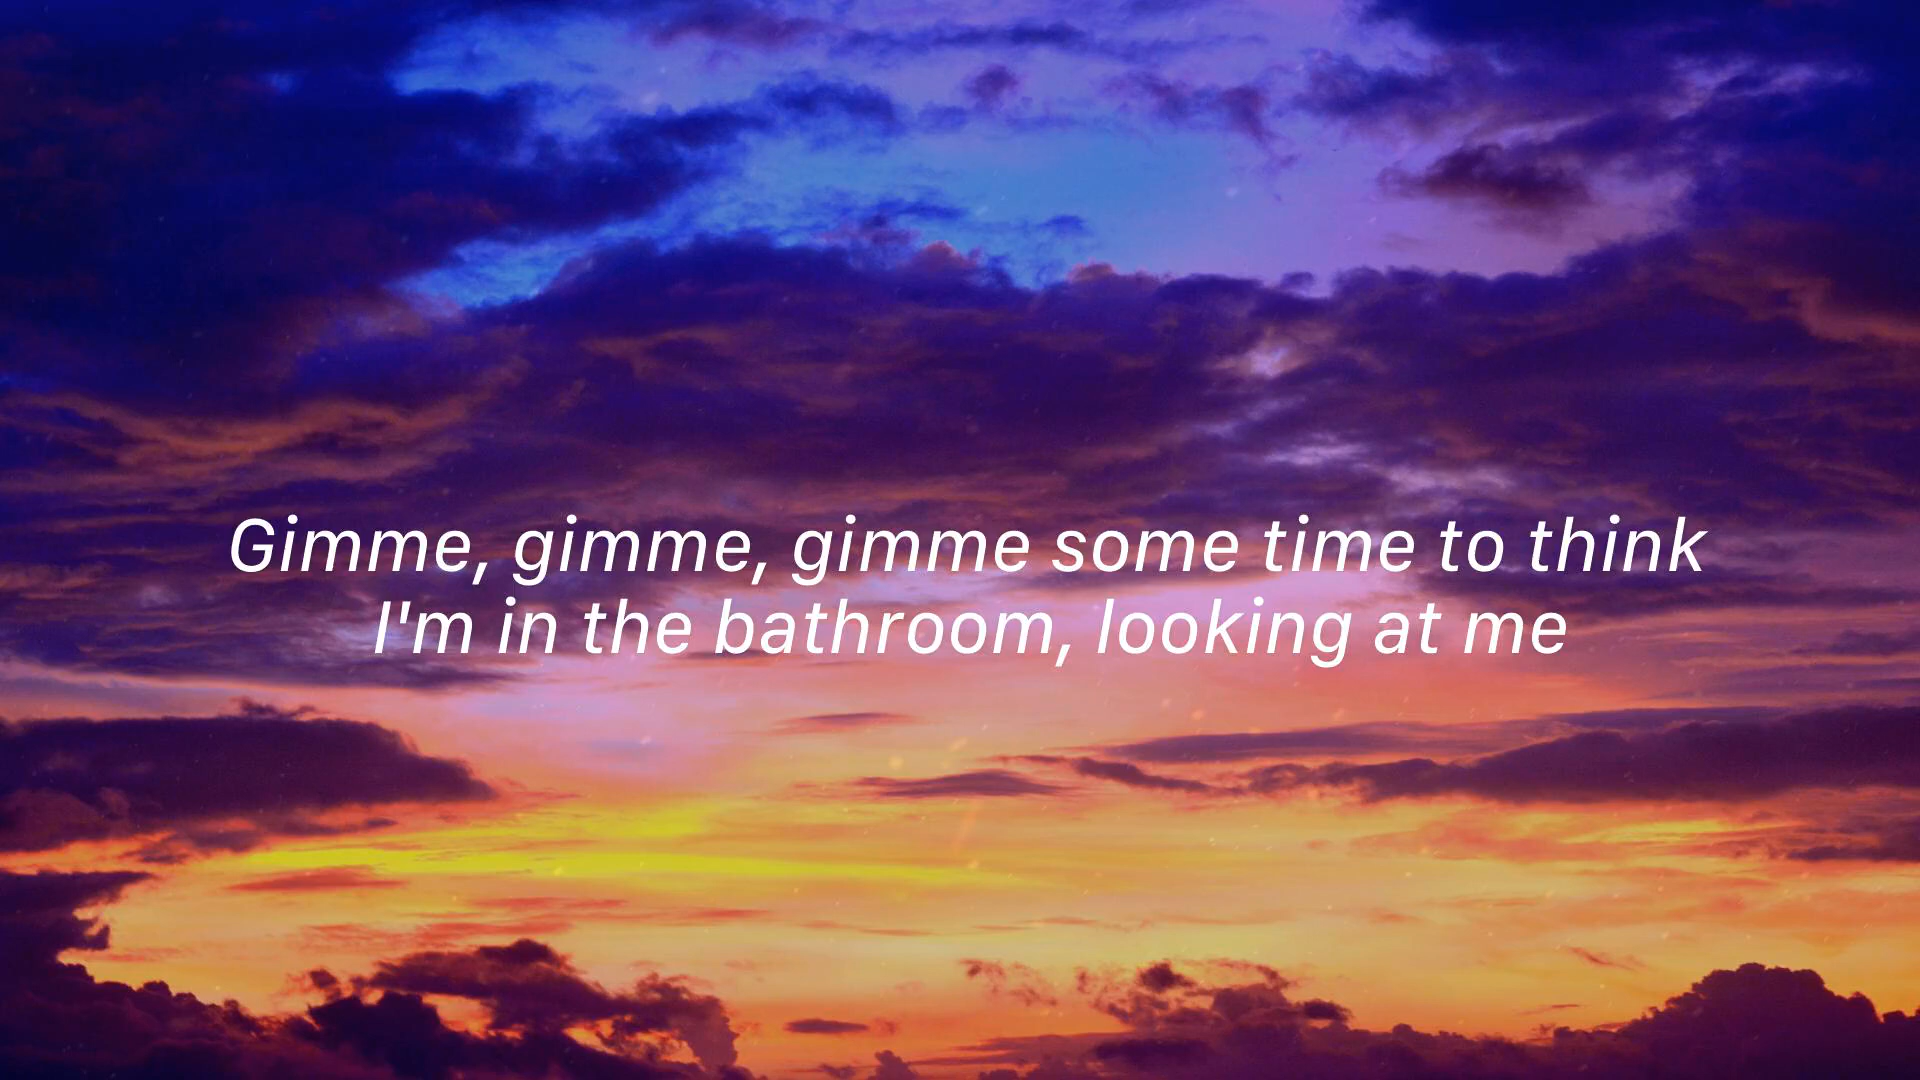 Gimme, gimme, gimme some time to think
I'm in the bathroom, looking at me